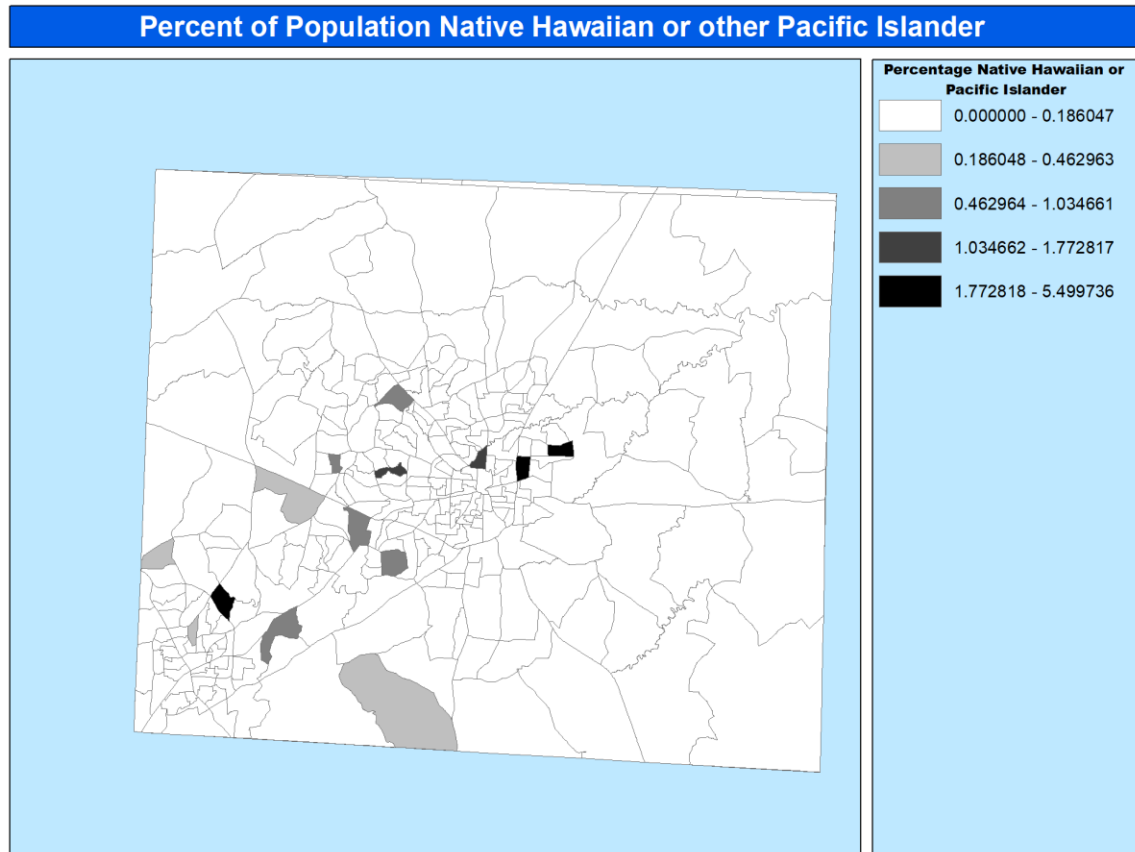 Percent of Population Native Hawaiian or other Pacific Islander
Percentage Native Hawaiian or
Pacific Islander
0.000000 - 0.186047
0.186048 - 0.462963
0.462964 - 1.034661
1.034662 - 1.772817
1.772818 - 5.499736